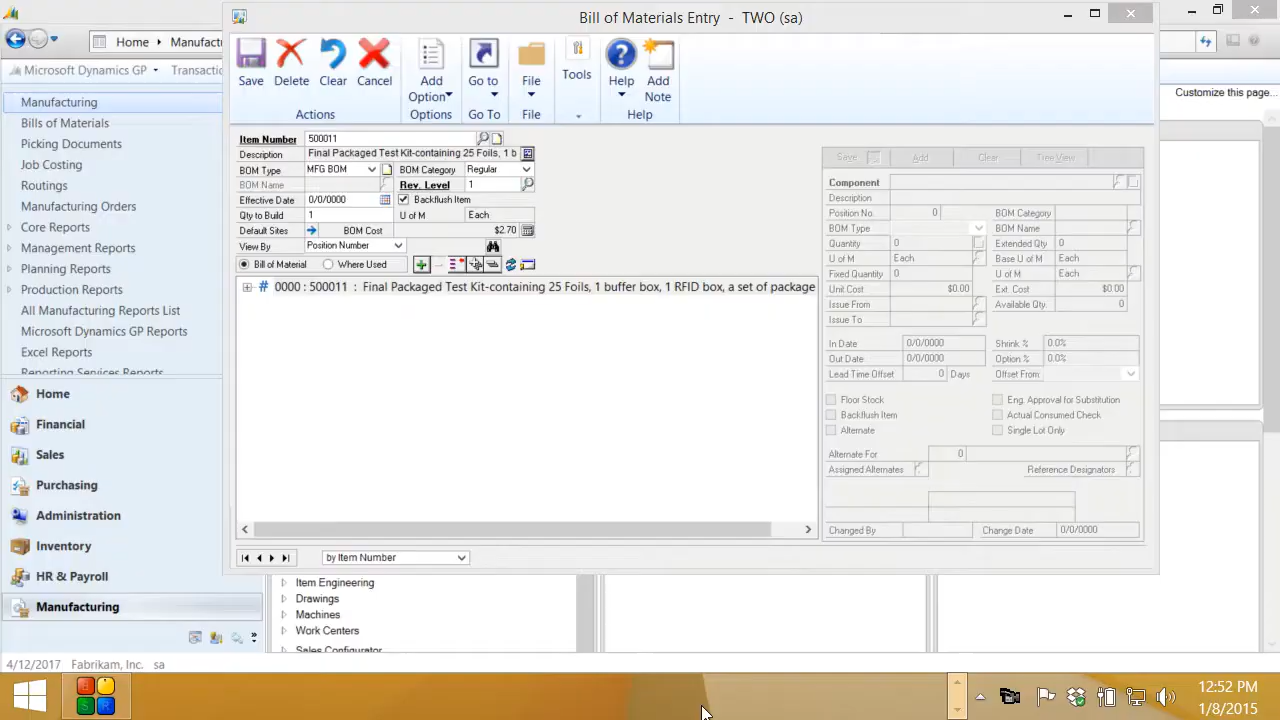 Bill of Materials Entry - TWO (sa)
Home
Manufact
Microsoft Dynamics GP
Transactio
Customize this page...
Save
Delete
Clear
Cancel
Add Option
Go to
File
Tools
Help
Add Note
Actions
Options
Go To
File
Help
Manufacturing
Bills of Materials
Picking Documents
Job Costing
Routings
Manufacturing Orders
Core Reports
Management Reports
Planning Reports
Production Reports
All Manufacturing Reports List
Microsoft Dynamics GP Reports
Excel Reports
Reporting Services Reports
Home
Financial
Sales
Purchasing
Administration
Inventory
HR & Payroll
Manufacturing
Item Number 500011
Description Final Packaged Test Kit-containing 25 Foils, 1 b
BOM Type MFG BOM BOM Category Regular
BOM Name Rev. Level 1
Effective Date 0/0/0000 Backflush Item
Qty to Build 1 U of M Each
Default Sites BOM Cost $2.70
View By Position Number
Bill of Material Where Used
# 0000 : 500011 : Final Packaged Test Kit-containing 25 Foils, 1 buffer box, 1 RFID box, a set of package
by Item Number
Save Add Clear Tree View
Component
Description
Position No. 0 BOM Category
BOM Type BOM Name
Quantity 0 Extended Qty 0
U of M Each Base U of M Each
Fixed Quantity 0 U of M Each
Unit Cost $0.00 Ext. Cost $0.00
Issue From Available Qty. 0
Issue To
In Date 0/0/0000 Shrink % 0.0%
Out Date 0/0/0000 Option % 0.0%
Lead Time Offset 0 Days Offset From:
Floor Stock Eng. Approval for Substitution
Backflush Item Actual Consumed Check
Alternate Single Lot Only
Alternate For 0
Assigned Alternates Reference Designators
Changed By Change Date 0/0/0000
Item Engineering
Drawings
Machines
Work Centers
Sales Configurator
4/12/2017 Fabrikam, Inc. sa
B Q
S R
12:52 PM
1/8/2015